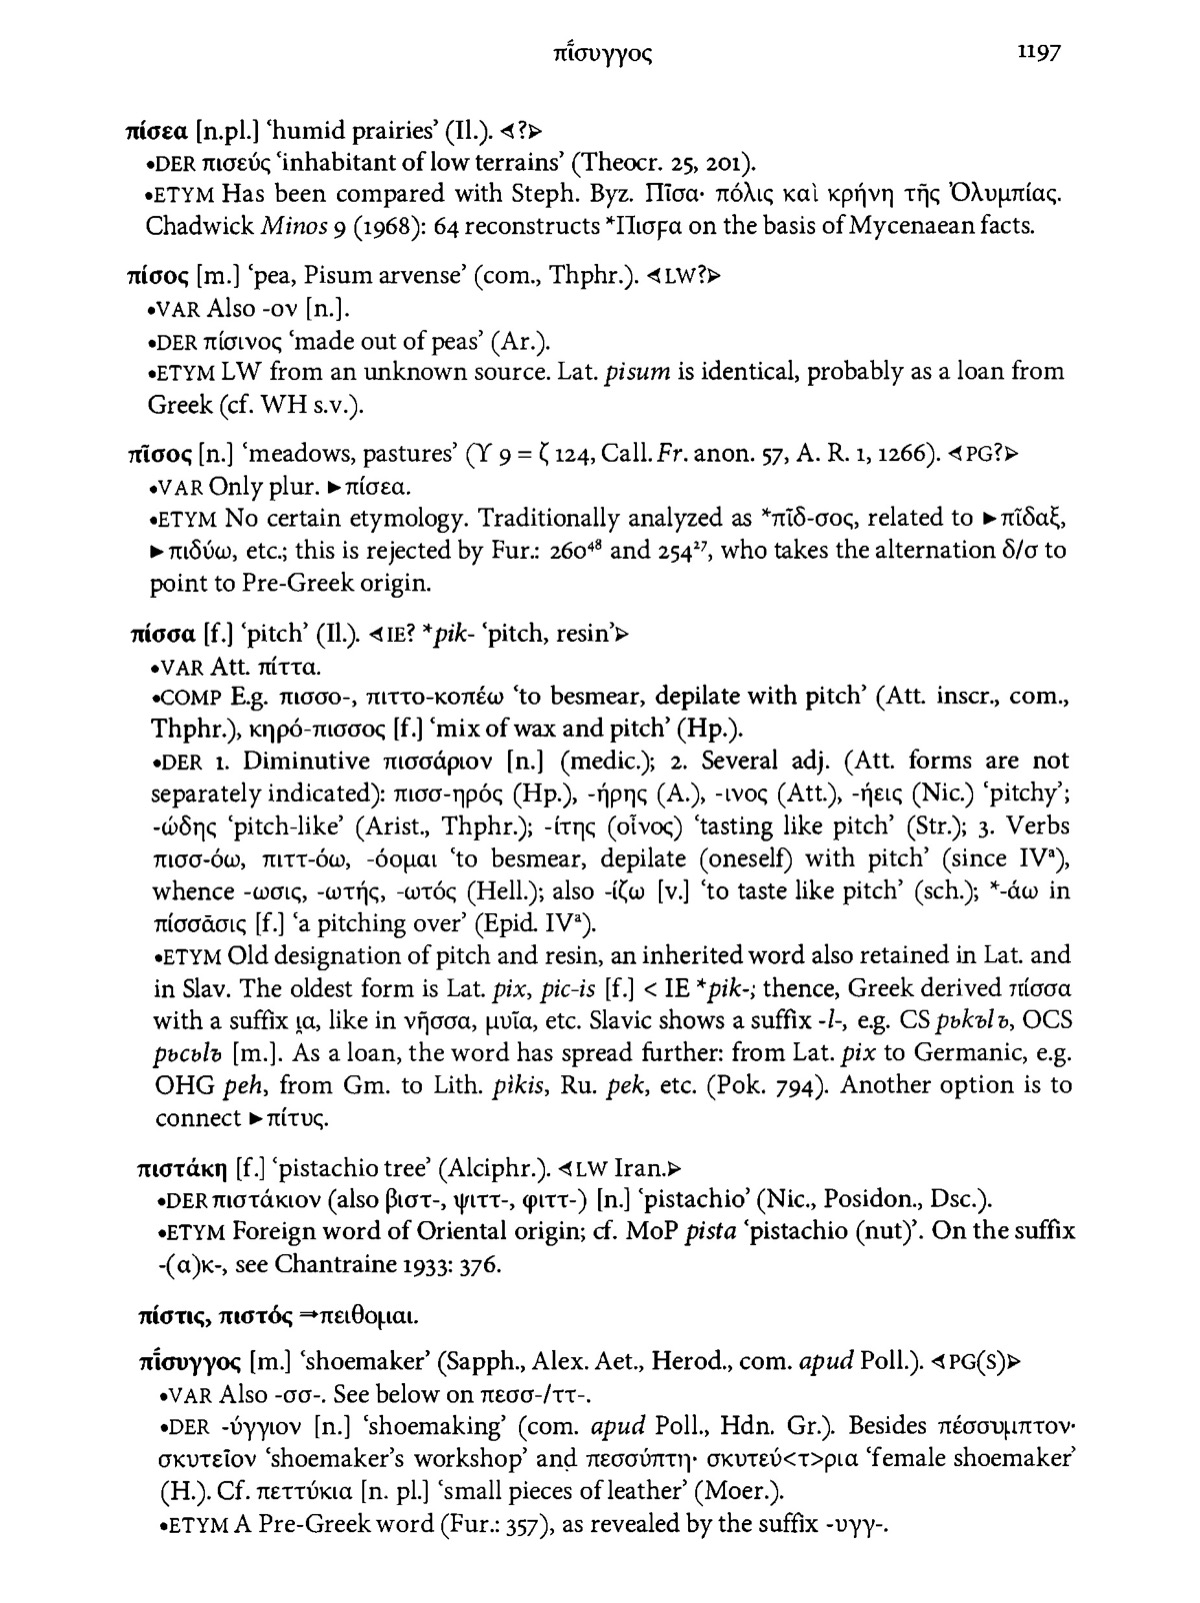 πί̄συγγος 1197
πίσεα [n.pl.] ‘humid prairies’ (Il.). ⊲?⊳
•DER πισεύς ‘inhabitant of low terrains’ (Theocr. 25, 201).
•ETYM Has been compared with Steph. Byz. Πῖσα· πόλις καὶ κρήνη τῆς Ὀλυμπίας.
Chadwick Minos 9 (1968): 64 reconstructs *Πισϝα on the basis of Mycenaean facts.
πίσος [m.] ‘pea, Pisum arvense’ (com., Thphr.). ⊲LW?⊳
•VAR Also -ον [n.].
•DER πίσινος ‘made out of peas’ (Ar.).
•ETYM LW from an unknown source. Lat. pisum is identical, probably as a loan from
Greek (cf. WH s.v.).
πῖσος [n.] ‘meadows, pastures’ (Υ 9 = ζ 124, Call. Fr. anon. 57, A. R. 1, 1266). ⊲PG?⊳
•VAR Only plur. ►πίσεα.
•ETYM No certain etymology. Traditionally analyzed as *πῖδ-σος, related to ►πῖδαξ,
►πιδύω, etc.; this is rejected by Fur.: 260⁴⁸ and 254²⁷, who takes the alternation δ/σ to
point to Pre-Greek origin.
πίσσα [f.] ‘pitch’ (Il.). ⊲IE? *pik- ‘pitch, resin’⊳
•VAR Att. πίττα.
•COMP E.g. πισσο-, πιττο-κοπέω ‘to besmear, depilate with pitch’ (Att. inscr., com.,
Thphr.), κηρό-πισσος [f.] ‘mix of wax and pitch’ (Hp.).
•DER 1. Diminutive πισσάριον [n.] (medic.); 2. Several adj. (Att. forms are not
separately indicated): πισσ-ηρός (Hp.), -ήρης (A.), -ινος (Att.), -ήεις (Nic.) ‘pitchy’;
-ώδης ‘pitch-like’ (Arist., Thphr.); -ίτης (οἶνος) ‘tasting like pitch’ (Str.); 3. Verbs
πισσ-όω, πιττ-όω, -όομαι ‘to besmear, depilate (oneself) with pitch’ (since IVᵃ),
whence -ωσις, -ωτής, -ωτός (Hell.); also -ίζω [v.] ‘to taste like pitch’ (sch.); *-άω in
πίσσᾱσις [f.] ‘a pitching over’ (Epid. IVᵃ).
•ETYM Old designation of pitch and resin, an inherited word also retained in Lat. and
in Slav. The oldest form is Lat. pix, pic-is [f.] < IE *pik-; thence, Greek derived πίσσα
with a suffix ι̯α, like in νῆσσα, μυῖα, etc. Slavic shows a suffix -l-, e.g. CS pьkъlъ, OCS
pьcьlъ [m.]. As a loan, the word has spread further: from Lat. pix to Germanic, e.g.
OHG peh, from Gm. to Lith. pìkis, Ru. pek, etc. (Pok. 794). Another option is to
connect ►πίτυς.
πιστάκη [f.] ‘pistachio tree’ (Alciphr.). ⊲LW Iran.⊳
•DER πιστάκιον (also βιστ-, ψιττ-, φιττ-) [n.] ‘pistachio’ (Nic., Posidon., Dsc.).
•ETYM Foreign word of Oriental origin; cf. MoP pista ‘pistachio (nut)’. On the suffix
-(α)κ-, see Chantraine 1933: 376.
πίστις, πιστός ⇒πειθομαι.
πί̄συγγος [m.] ‘shoemaker’ (Sapph., Alex. Aet., Herod., com. apud Poll.). ⊲PG(S)⊳
•VAR Also -σσ-. See below on πεσσ-/ττ-.
•DER -ύγγιον [n.] ‘shoemaking’ (com. apud Poll., Hdn. Gr.). Besides πέσσυμπτον·
σκυτεῖον ‘shoemaker’s workshop’ and πεσσύπτη· σκυτεύ<τ>ρια ‘female shoemaker’
(H.). Cf. πεττύκια [n. pl.] ‘small pieces of leather’ (Moer.).
•ETYM A Pre-Greek word (Fur.: 357), as revealed by the suffix -υγγ-.